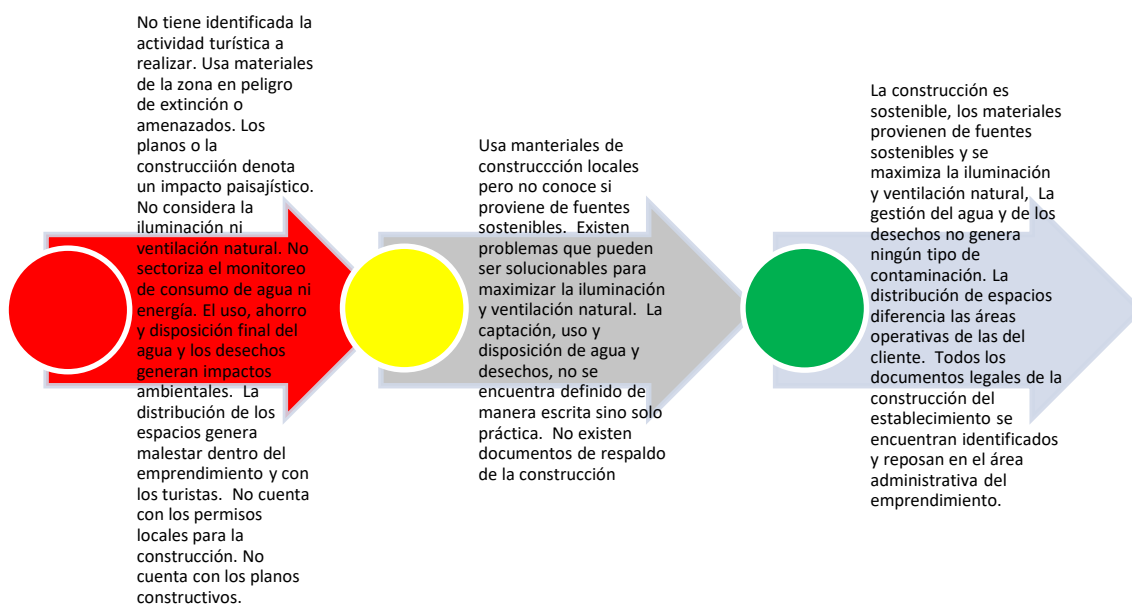 No tiene identificada la
actividad turística a
realizar. Usa materiales
de la zona en peligro
de extinción o
amenazados. Los
planos o la
construcciión denota
un impacto paisajístico.
No considera la
iluminación ni
ventilación natural. No
sectoriza el monitoreo
de consumo de agua ni
energía. El uso, ahorro
y disposición final del
agua y los desechos
generan impactos
ambientales. La
distribución de los
espacios genera
malestar dentro del
emprendimiento y con
los turistas. No cuenta
con los permisos
locales para la
construcción. No
cuenta con los planos
constructivos.
Usa manteriales de
construccción locales
pero no conoce si
proviene de fuentes
sostenibles. Existen
problemas que pueden
ser solucionables para
maximizar la iluminación
y ventilación natural. La
captación, uso y
disposición de agua y
desechos, no se
encuentra definido de
manera escrita sino solo
práctica. No existen
documentos de respaldo
de la construcción
La construcción es
sostenible, los materiales
provienen de fuentes
sostenibles y se
maximiza la iluminación
y ventilación natural, La
gestión del agua y de los
desechos no genera
ningún tipo de
contaminación. La
distribución de espacios
diferencia las áreas
operativas de las del
cliente. Todos los
documentos legales de la
construcción del
establecimiento se
encuentran identificados
y reposan en el área
administrativa del
emprendimiento.